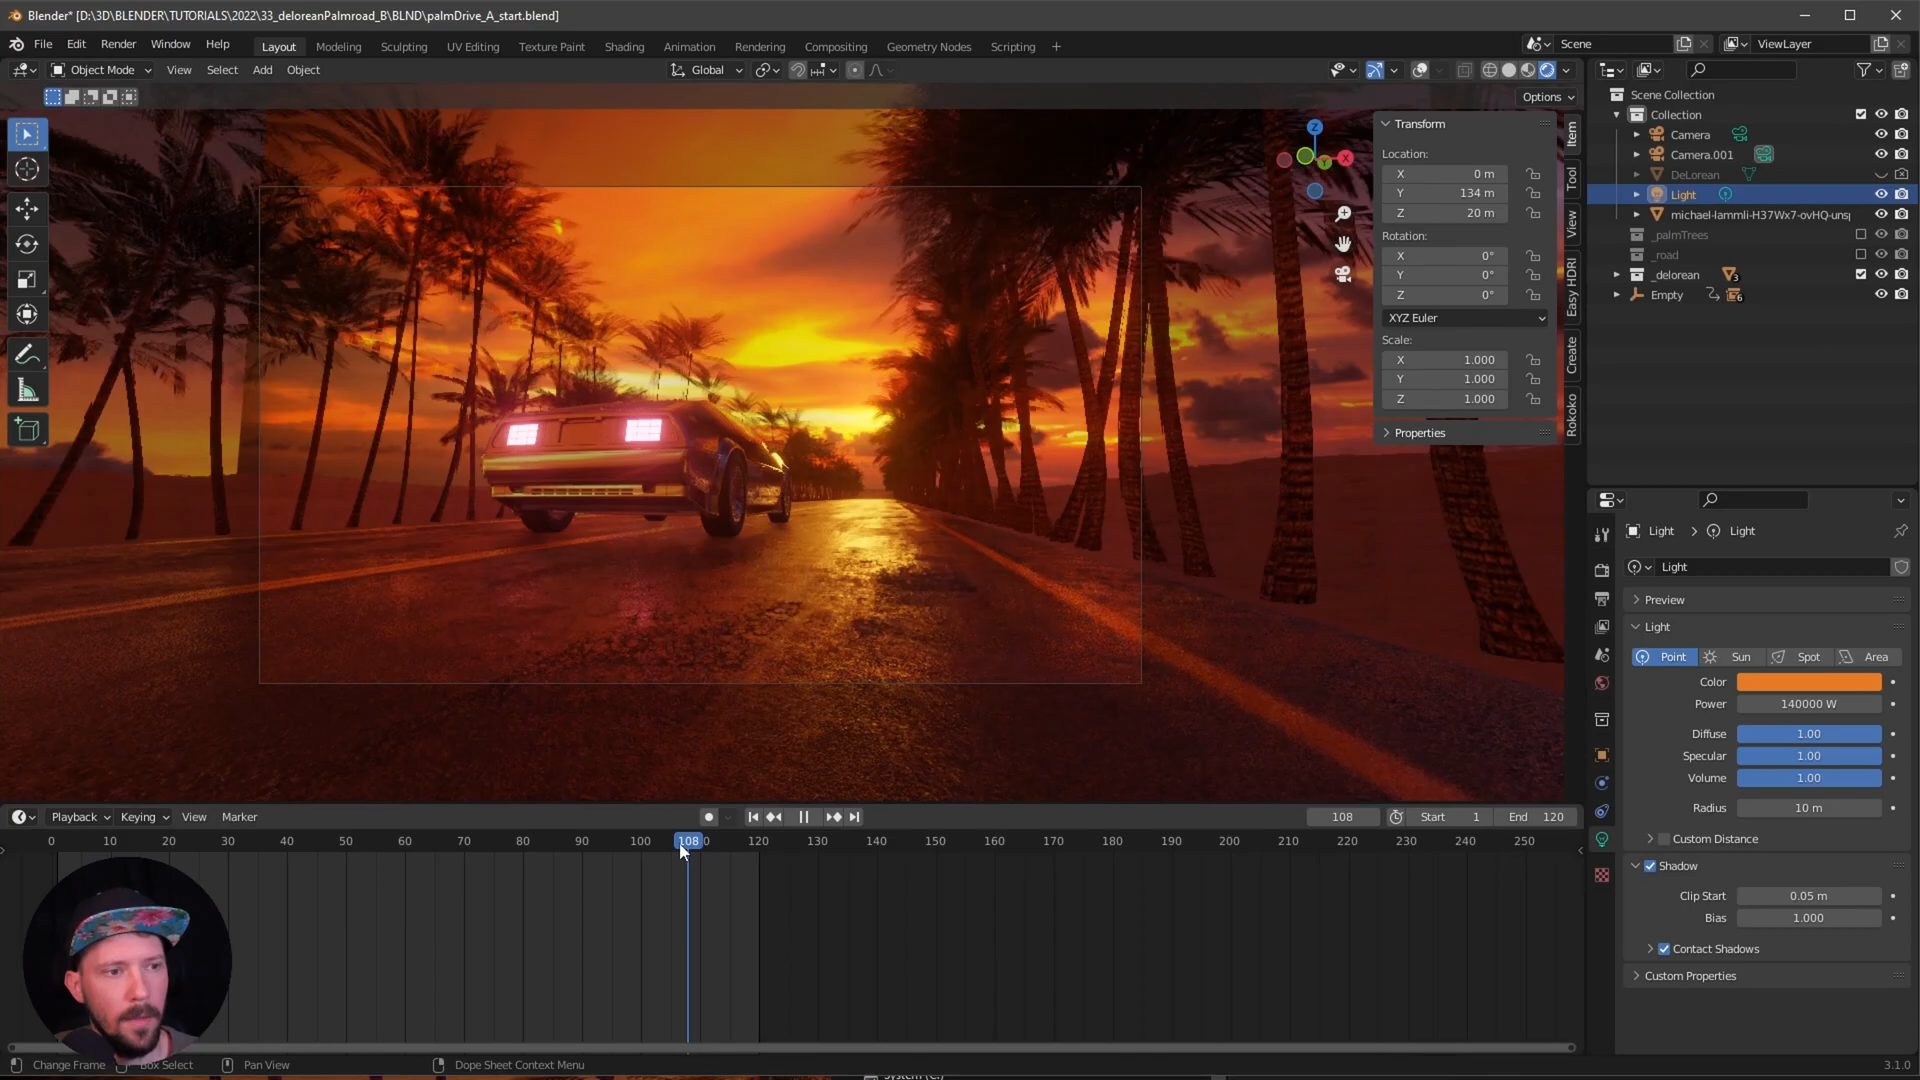 Blender* [D:\3D\BLENDER\TUTORIALS\2022\33_deloreanPalmroad_B\BLND\palmDrive_A_start.blend]
File Edit Render Window Help Layout Modeling Sculpting UV Editing Texture Paint Shading Animation Rendering Compositing Geometry Nodes Scripting + Scene ViewLayer
Object Mode View Select Add Object Global
Options
Scene Collection
Collection
Camera
Camera.001
DeLorean
Light
michael-lammli-H37Wx7-ovHQ-unsp
_palmTrees
_road
_delorean 3
Empty 6
Transform
Location:
X 0 m
Y 134 m
Z 20 m
Rotation:
X 0°
Y 0°
Z 0°
XYZ Euler
Scale:
X 1.000
Y 1.000
Z 1.000
Properties
Item
Tool
View
Easy HDRI
Create
Rokoko
Z
X
Y
Light > Light
Light
Preview
Light
Point Sun Spot Area
Color
Power 140000 W
Diffuse 1.00
Specular 1.00
Volume 1.00
Radius 10 m
Custom Distance
Shadow
Clip Start 0.05 m
Bias 1.000
Contact Shadows
Custom Properties
Playback Keying View Marker 108 Start 1 End 120
0 10 20 30 40 50 60 70 80 90 100 108 0 120 130 140 150 160 170 180 190 200 210 220 230 240 250
Change Frame Box Select Pan View Dope Sheet Context Menu 3.1.0